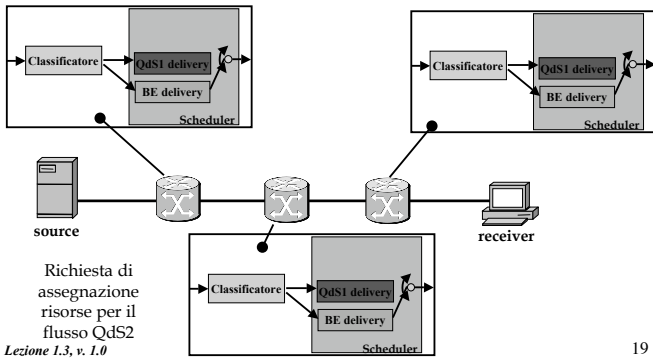 Classificatore
QdS1 delivery
BE delivery
Scheduler
Classificatore
QdS1 delivery
BE delivery
Scheduler
source
receiver
Classificatore
QdS1 delivery
BE delivery
Scheduler
Richiesta di
assegnazione
risorse per il
flusso QdS2
Lezione 1.3, v. 1.0
19